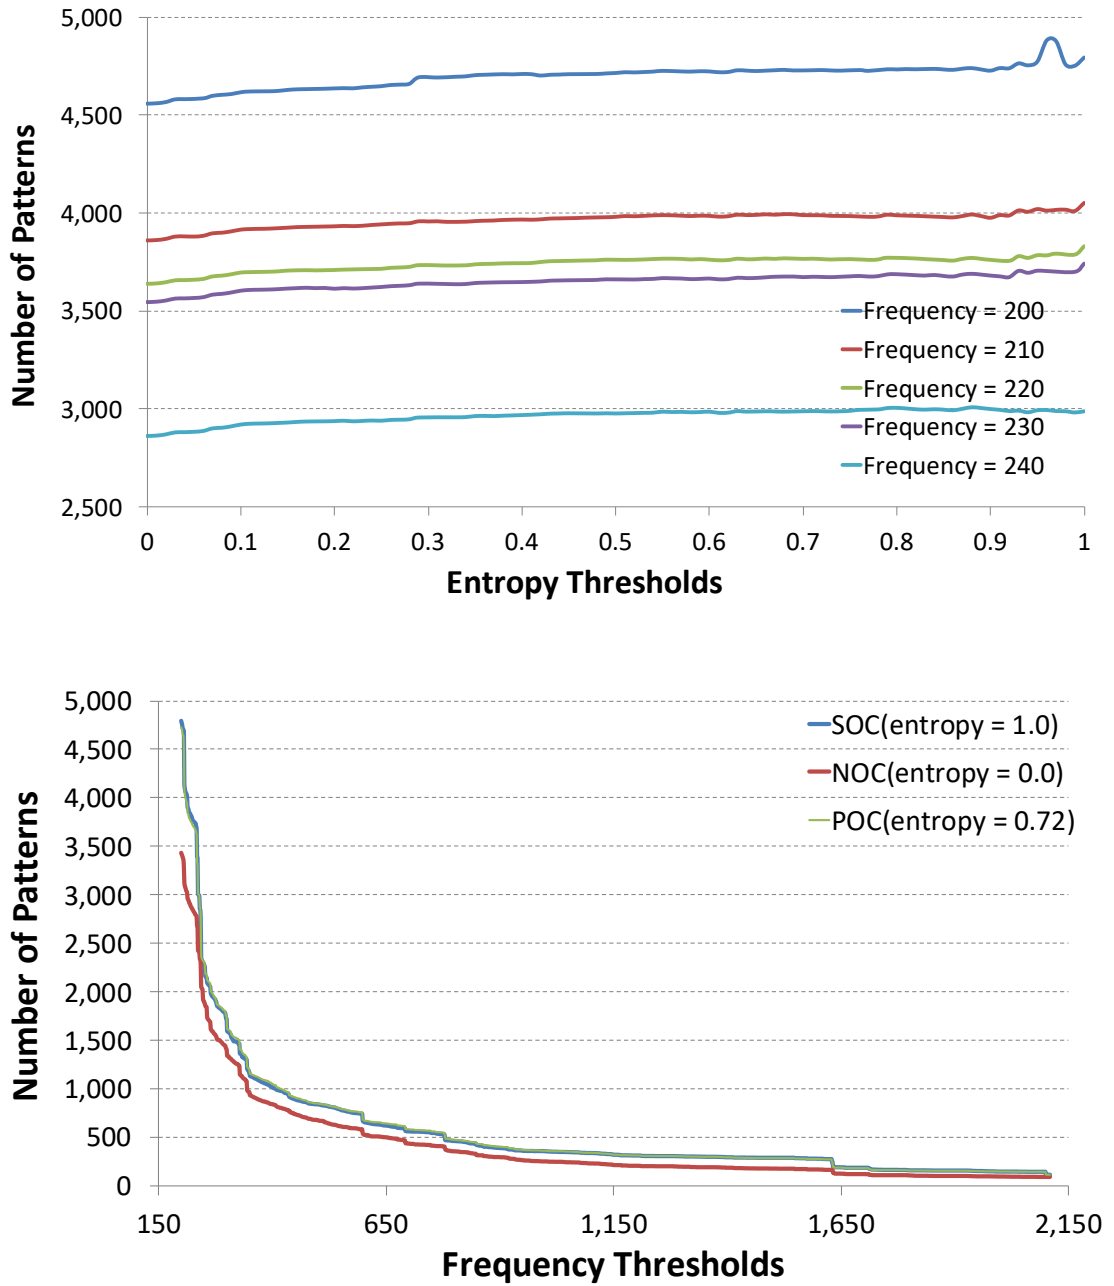 5,000
4,500
4,000
3,500
3,000
2,500
Number of Patterns
Frequency = 200
Frequency = 210
Frequency = 220
Frequency = 230
Frequency = 240
0 0.1 0.2 0.3 0.4 0.5 0.6 0.7 0.8 0.9 1
Entropy Thresholds
5,000
4,500
4,000
3,500
3,000
2,500
2,000
1,500
1,000
500
0
Number of Patterns
SOC(entropy = 1.0)
NOC(entropy = 0.0)
POC(entropy = 0.72)
150 650 1,150 1,650 2,150
Frequency Thresholds